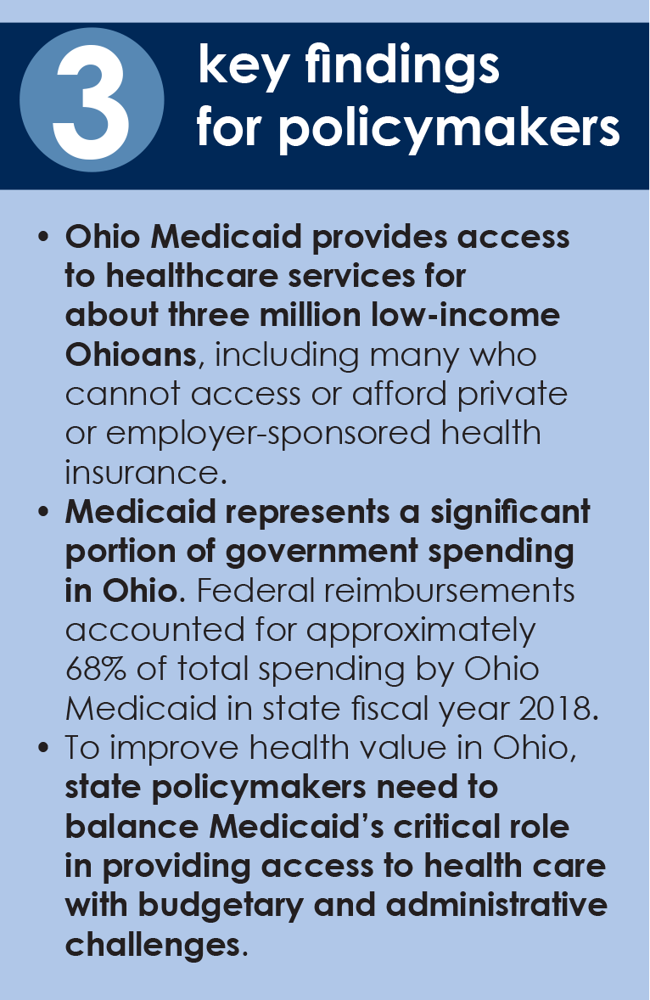 3
key findings
for policymakers
• Ohio Medicaid provides access
to healthcare services for
about three million low-income
Ohioans, including many who
cannot access or afford private
or employer-sponsored health
insurance.
• Medicaid represents a significant
portion of government spending
in Ohio. Federal reimbursements
accounted for approximately
68% of total spending by Ohio
Medicaid in state fiscal year 2018.
• To improve health value in Ohio,
state policymakers need to
balance Medicaid’s critical role
in providing access to health care
with budgetary and administrative
challenges.